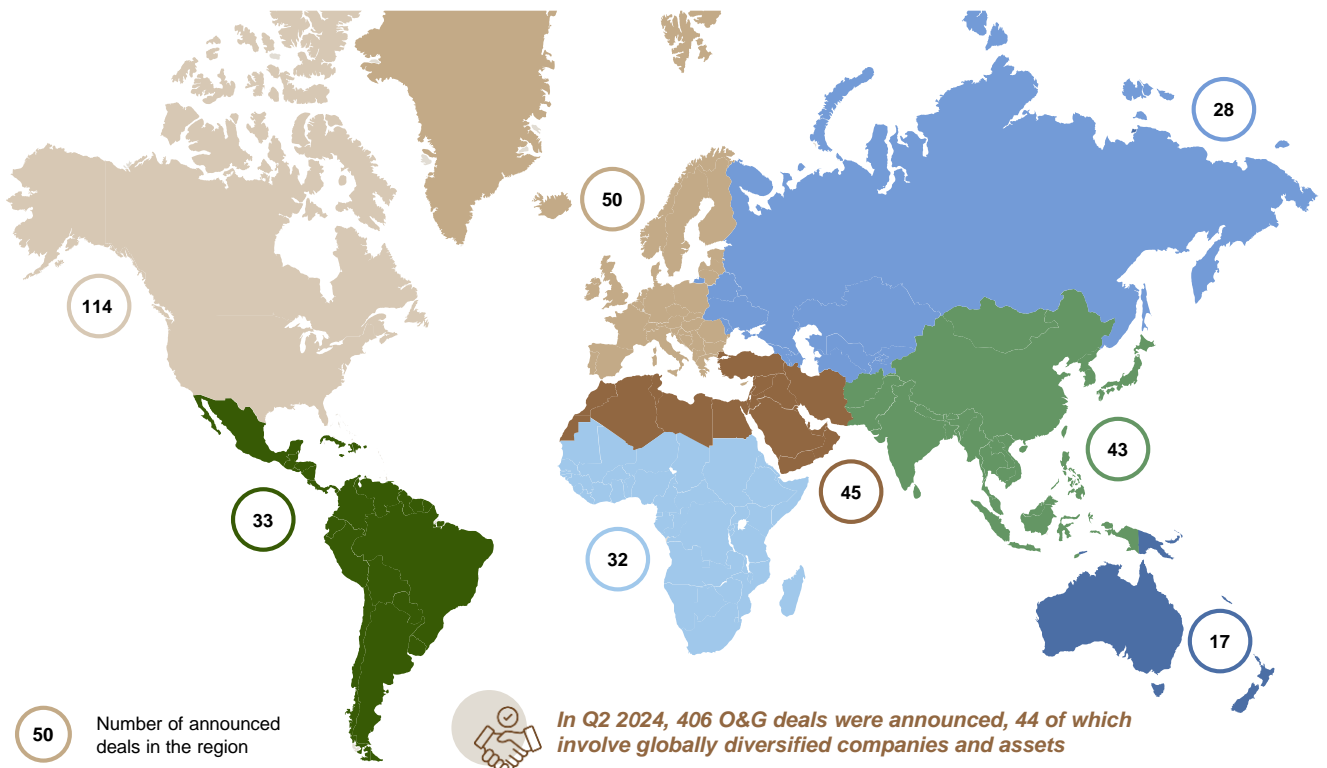 28
50
114
43
45
33
32
17
50
Number of announced
deals in the region
In Q2 2024, 406 O&G deals were announced, 44 of which
involve globally diversified companies and assets